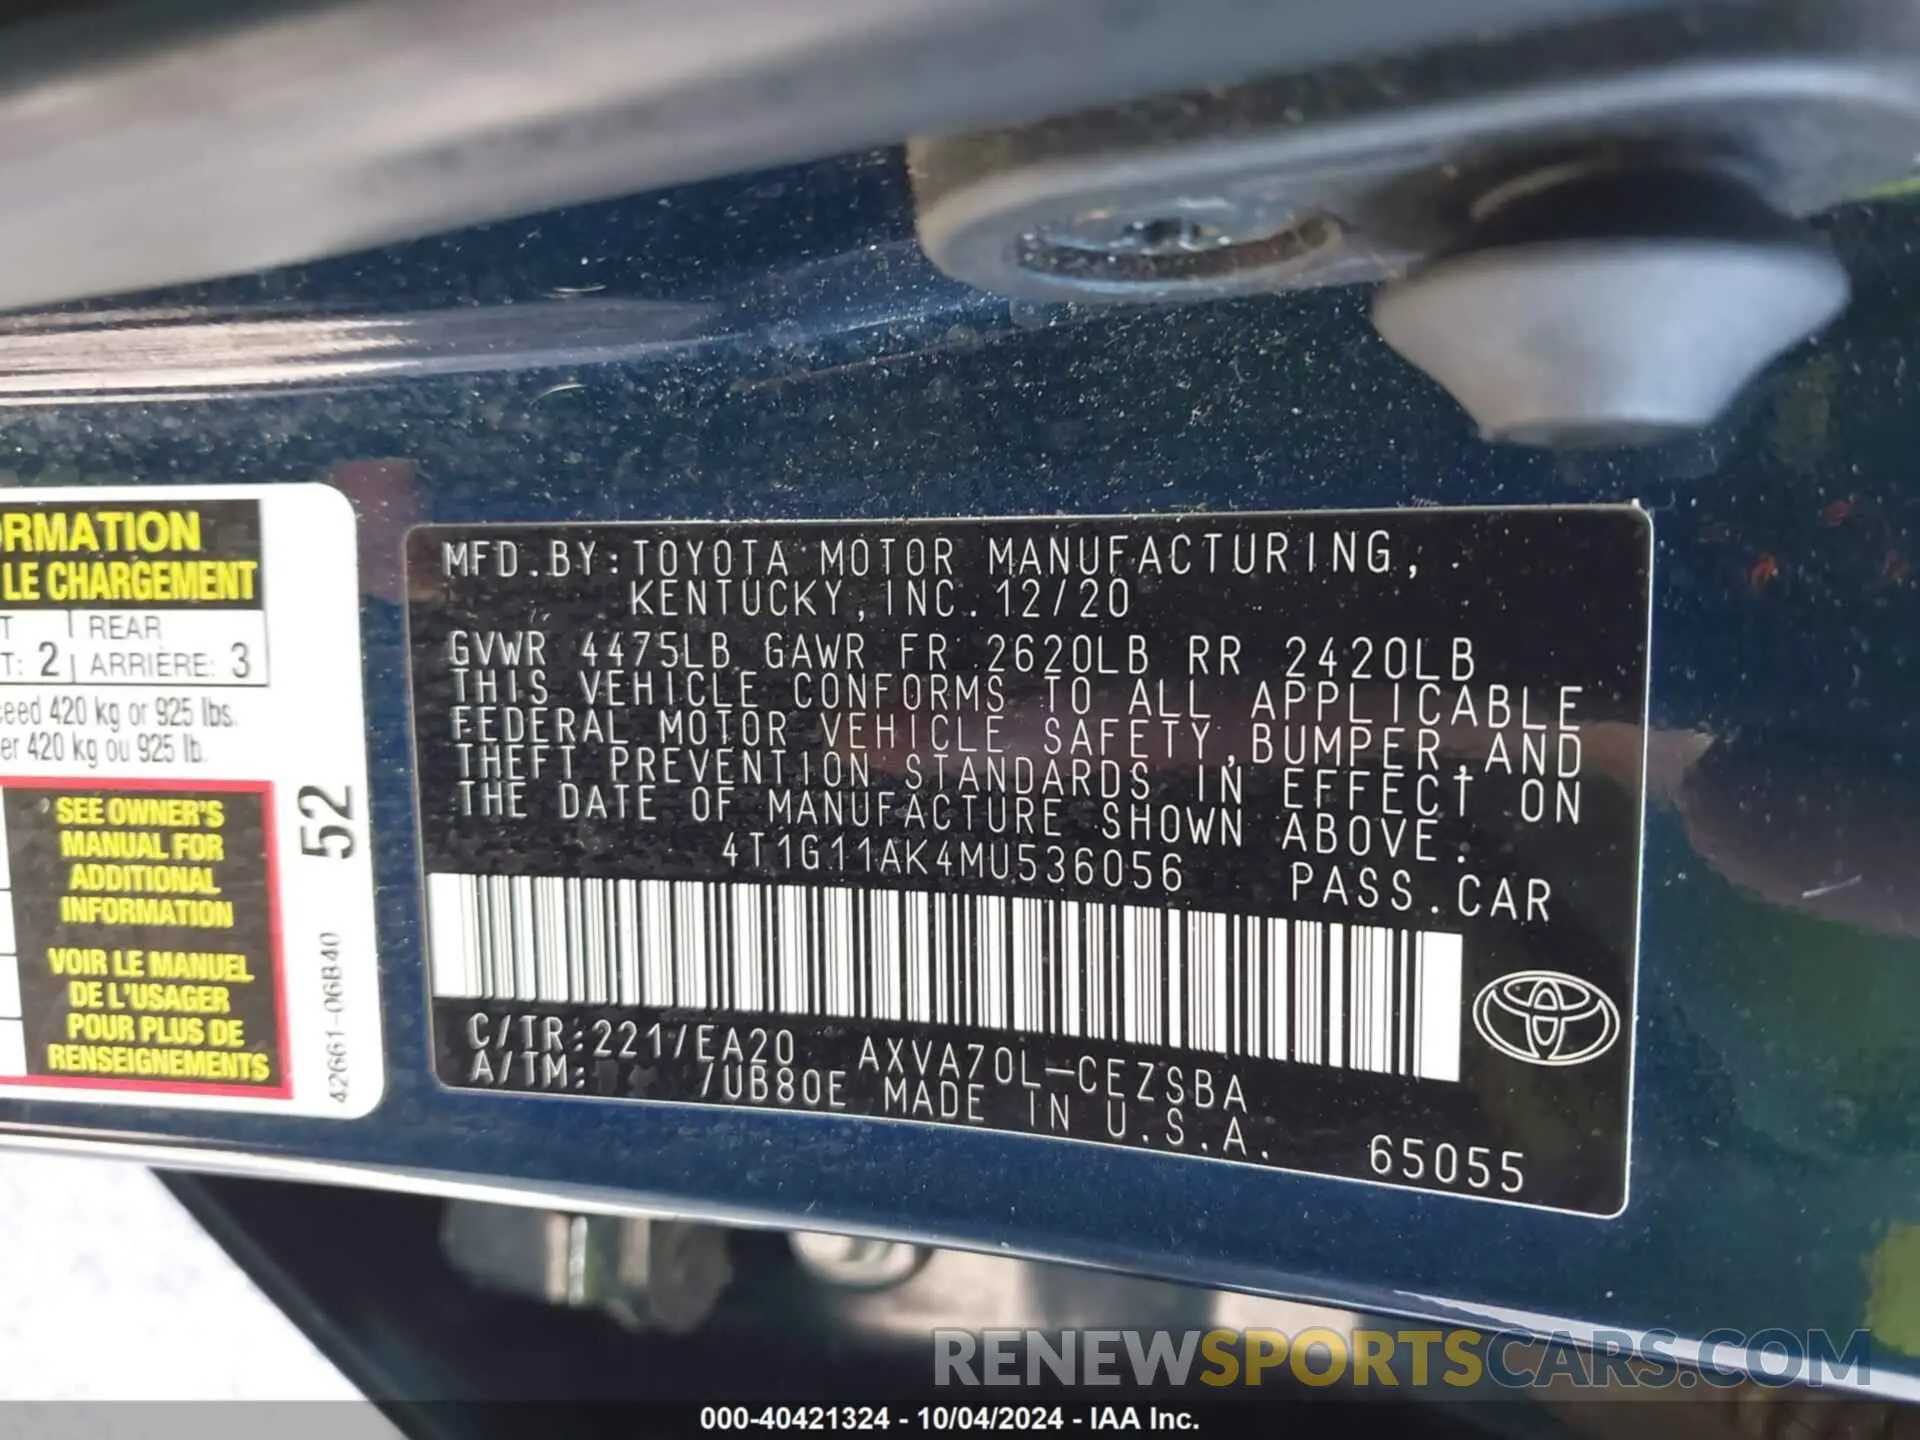 RMATION
LE CHARGEMENT
T REAR
T: 2 ARRIÈRE: 3
eed 420 kg or 925 lbs.
er 420 kg ou 925 lb.
SEE OWNER'S
MANUAL FOR
ADDITIONAL
INFORMATION
VOIR LE MANUEL
DE L'USAGER
POUR PLUS DE
RENSEIGNEMENTS
52
42661-06B40
MFD.BY:TOYOTA MOTOR MANUFACTURING,
KENTUCKY,INC. 12/20
GVWR 4475LB GAWR FR 2620LB RR 2420LB
THIS VEHICLE CONFORMS TO ALL APPLICABLE
FEDERAL MOTOR VEHICLE SAFETY,BUMPER,AND
THEFT PREVENTION STANDARDS IN EFFECT ON
THE DATE OF MANUFACTURE SHOWN ABOVE.
4T1G11AK4MU536056 PASS.CAR
C/TR:221/EA20 AXVA70L-CEZSBA
A/TM: /UB80E MADE IN U.S.A.
65055
RENEWSPORTSCARS.COM
000-40421324 - 10/04/2024 - IAA Inc.